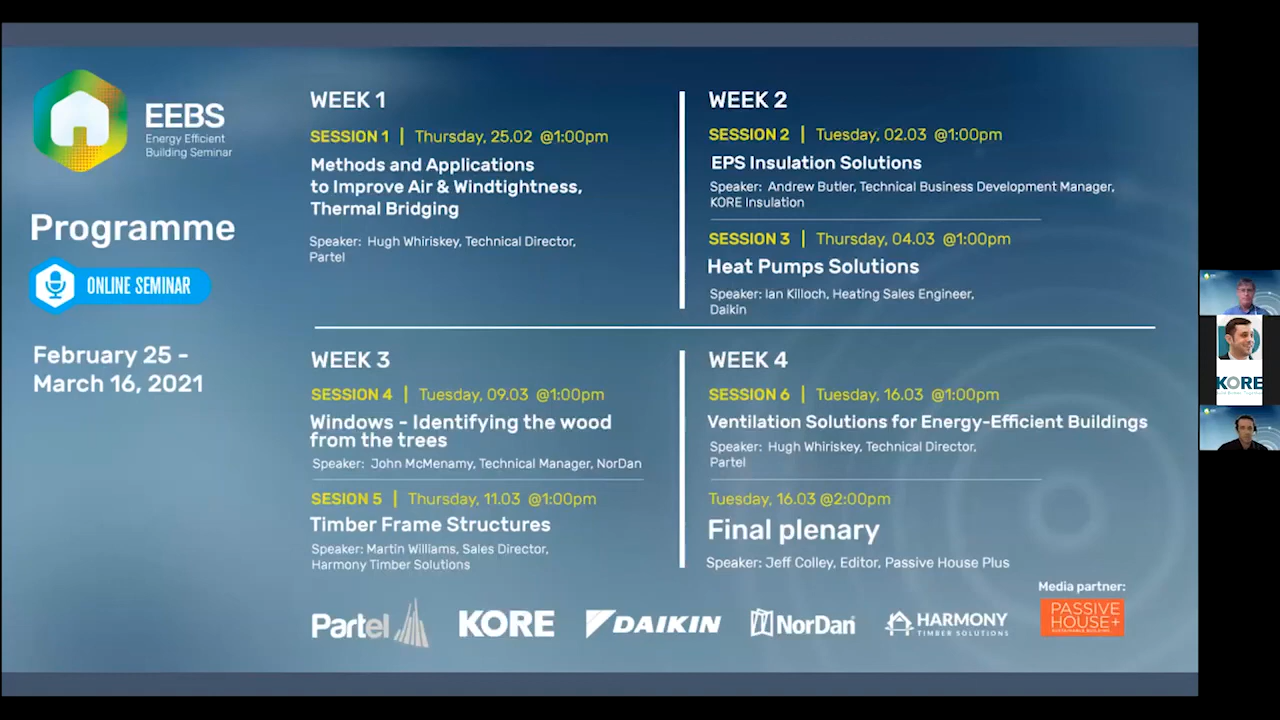 EEBS
Energy Efficient
Building Seminar
Programme
ONLINE SEMINAR
February 25 -
March 16, 2021
WEEK 1
SESSION 1 | Thursday, 25.02 @1:00pm
Methods and Applications
to Improve Air & Windtightness,
Thermal Bridging
Speaker: Hugh Whiriskey, Technical Director,
Partel
WEEK 2
SESSION 2 | Tuesday, 02.03 @1:00pm
EPS Insulation Solutions
Speaker: Andrew Butler, Technical Business Development Manager,
KORE Insulation
SESSION 3 | Thursday, 04.03 @1:00pm
Heat Pumps Solutions
Speaker: Ian Killoch, Heating Sales Engineer,
Daikin
WEEK 3
SESSION 4 | Tuesday, 09.03 @1:00pm
Windows - Identifying the wood
from the trees
Speaker: John McMenamy, Technical Manager, NorDan
SESION 5 | Thursday, 11.03 @1:00pm
Timber Frame Structures
Speaker: Martin Williams, Sales Director,
Harmony Timber Solutions
WEEK 4
SESSION 6 | Tuesday, 16.03 @1:00pm
Ventilation Solutions for Energy-Efficient Buildings
Speaker: Hugh Whiriskey, Technical Director,
Partel
Tuesday, 16.03 @2:00pm
Final plenary
Speaker: Jeff Colley, Editor, Passive House Plus
Media partner:
Partel
KORE
DAIKIN
NorDan
HARMONY
TIMBER SOLUTIONS
PASSIVE
HOUSE+
SUSTAINABLE BUILDING
KORE